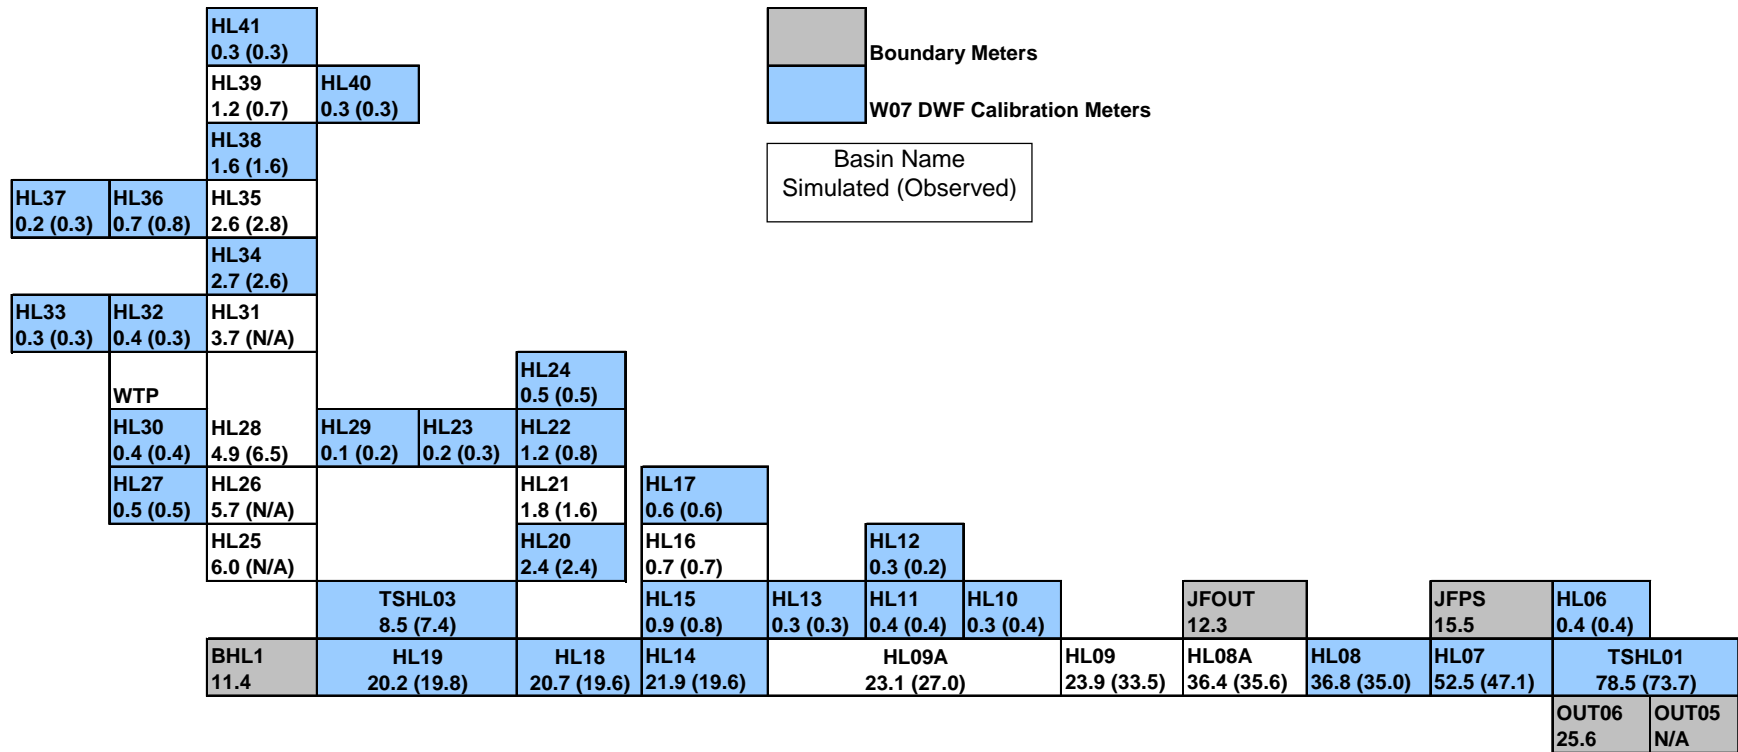 HL41
0.3 (0.3)
Boundary Meters
HL39
1.2 (0.7)
HL40
0.3 (0.3)
W07 DWF Calibration Meters
HL38
1.6 (1.6)
Basin Name
Simulated (Observed)
HL37
0.2 (0.3)
HL36
0.7 (0.8)
HL35
2.6 (2.8)
HL34
2.7 (2.6)
HL33
0.3 (0.3)
HL32
0.4 (0.3)
HL31
3.7 (N/A)
WTP
HL24
0.5 (0.5)
HL30
0.4 (0.4)
HL28
4.9 (6.5)
HL29
0.1 (0.2)
HL23
0.2 (0.3)
HL22
1.2 (0.8)
HL27
0.5 (0.5)
HL26
5.7 (N/A)
HL21
1.8 (1.6)
HL17
0.6 (0.6)
HL25
6.0 (N/A)
HL20
2.4 (2.4)
HL16
0.7 (0.7)
HL12
0.3 (0.2)
TSHL03
8.5 (7.4)
HL15
0.9 (0.8)
HL13
0.3 (0.3)
HL11
0.4 (0.4)
HL10
0.3 (0.4)
JFOUT
12.3
JFPS
15.5
HL06
0.4 (0.4)
BHL1
11.4
HL19
20.2 (19.8)
HL18
20.7 (19.6)
HL14
21.9 (19.6)
HL09A
23.1 (27.0)
HL09
23.9 (33.5)
HL08A
36.4 (35.6)
HL08
36.8 (35.0)
HL07
52.5 (47.1)
TSHL01
78.5 (73.7)
OUT06
25.6
OUT05
N/A